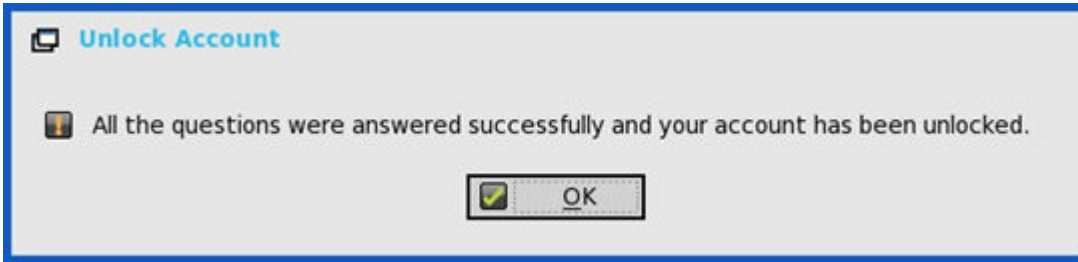 Unlock Account
All the questions were answered successfully and your account has been unlocked.
OK